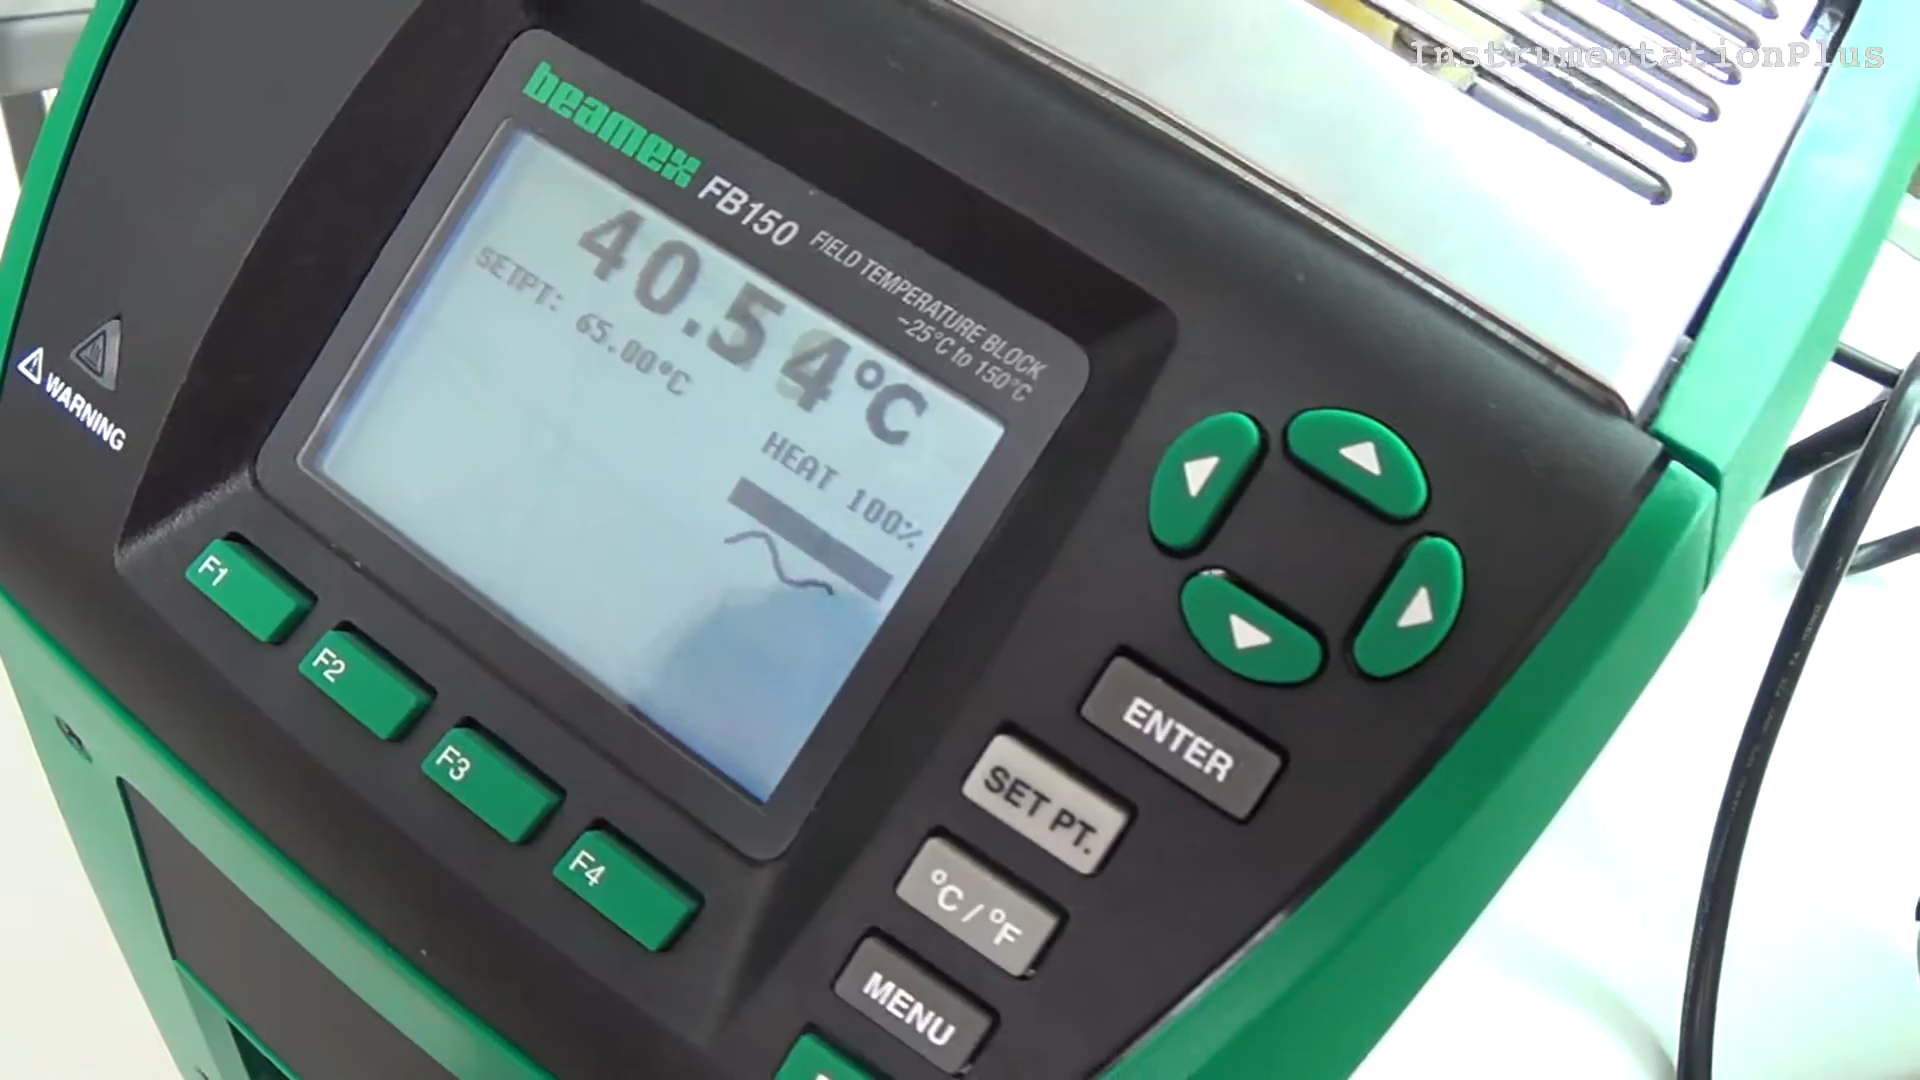 InstrumentationPlus
beamex FB150 FIELD TEMPERATURE BLOCK
-25°C to 150°C
40.54°C
SETPT: 65.00°C
HEAT 100%
WARNING
F1
F2
F3
F4
ENTER
SET PT.
°C / °F
MENU